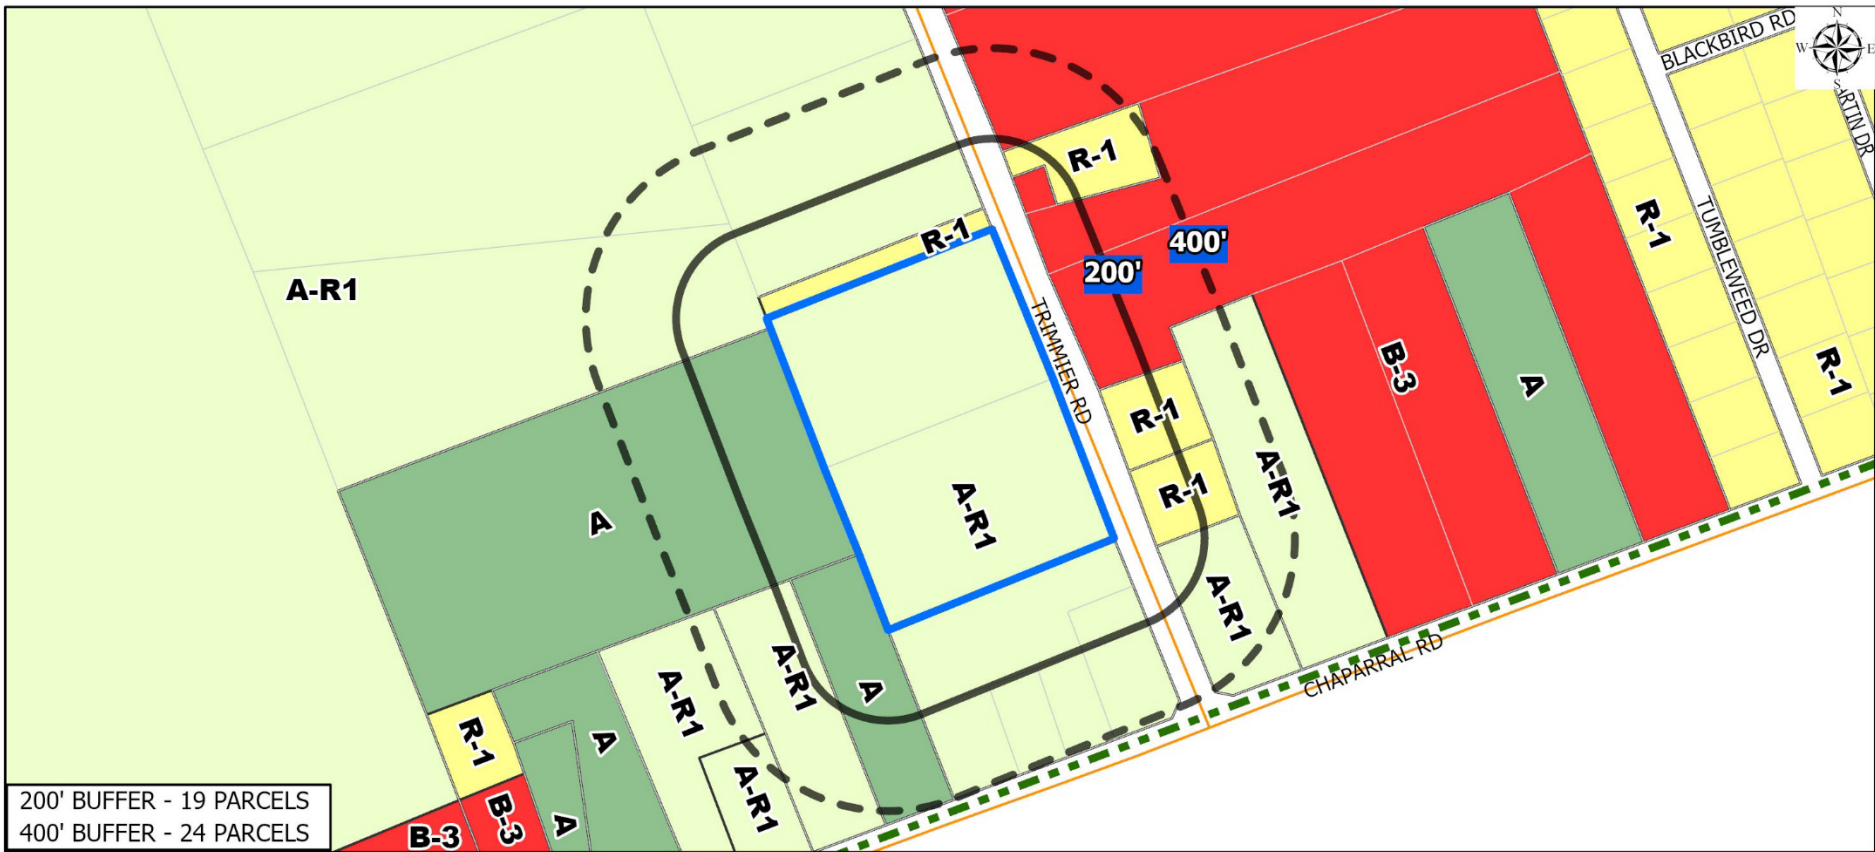 BLACKBIRD RD
N
W
E
S
ARTIN DR
R-1
R-1
TUMBLEWEED DR
R-1
400'
200'
A-R1
TRIMMIER RD
R-1
B-3
A
R-1
R-1
A-R1
A-R1
A
A-R1
R-1
CHAPARRAL RD
A-R1
A-R1
A
R-1
A
A-R1
B-3
B-3
A
200' BUFFER - 19 PARCELS
400' BUFFER - 24 PARCELS